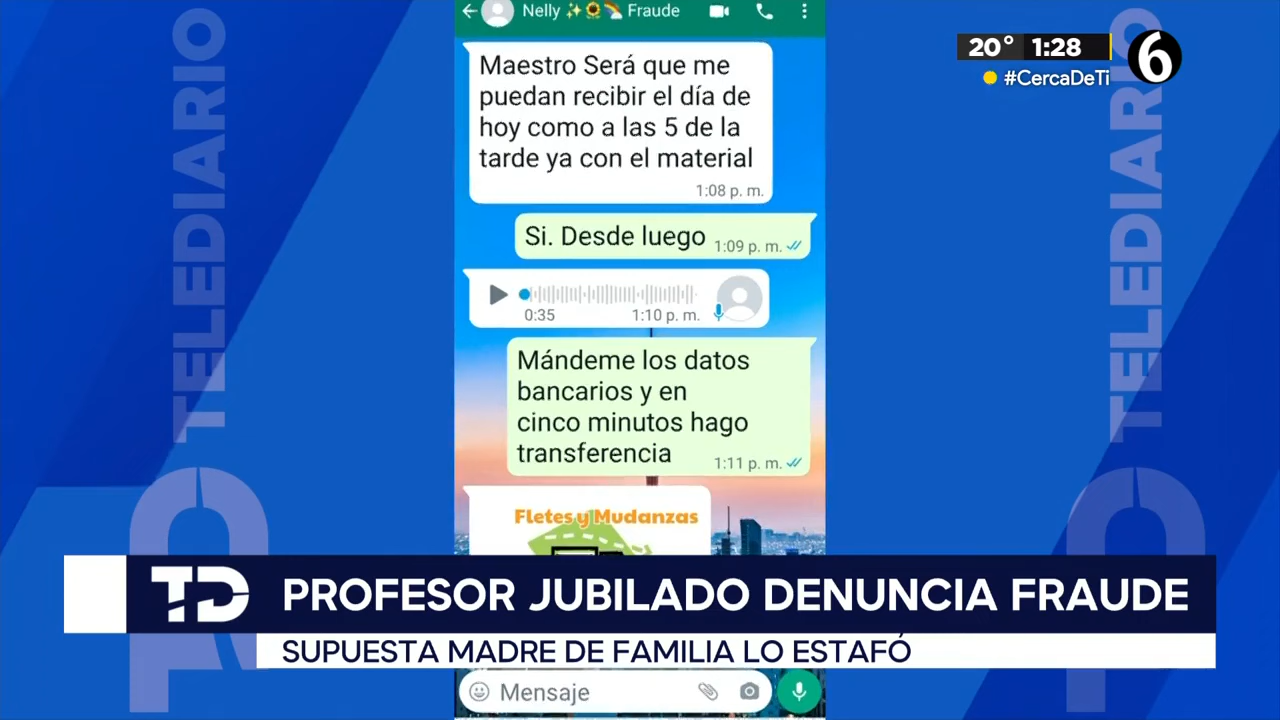 Nelly ✨🌻🪶 Fraude
20° 1:28
6
#CercaDeTi
Maestro Será que me
puedan recibir el día de
hoy como a las 5 de la
tarde ya con el material
1:08 p. m.
Si. Desde luego 1:09 p. m.
0:35 1:10 p. m.
Mándeme los datos
bancarios y en
cinco minutos hago
transferencia 1:11 p. m.
Fletes y Mudanzas
TELEDIARIO
TELEDIARIO
TD PROFESOR JUBILADO DENUNCIA FRAUDE
SUPUESTA MADRE DE FAMILIA LO ESTAFÓ
Mensaje